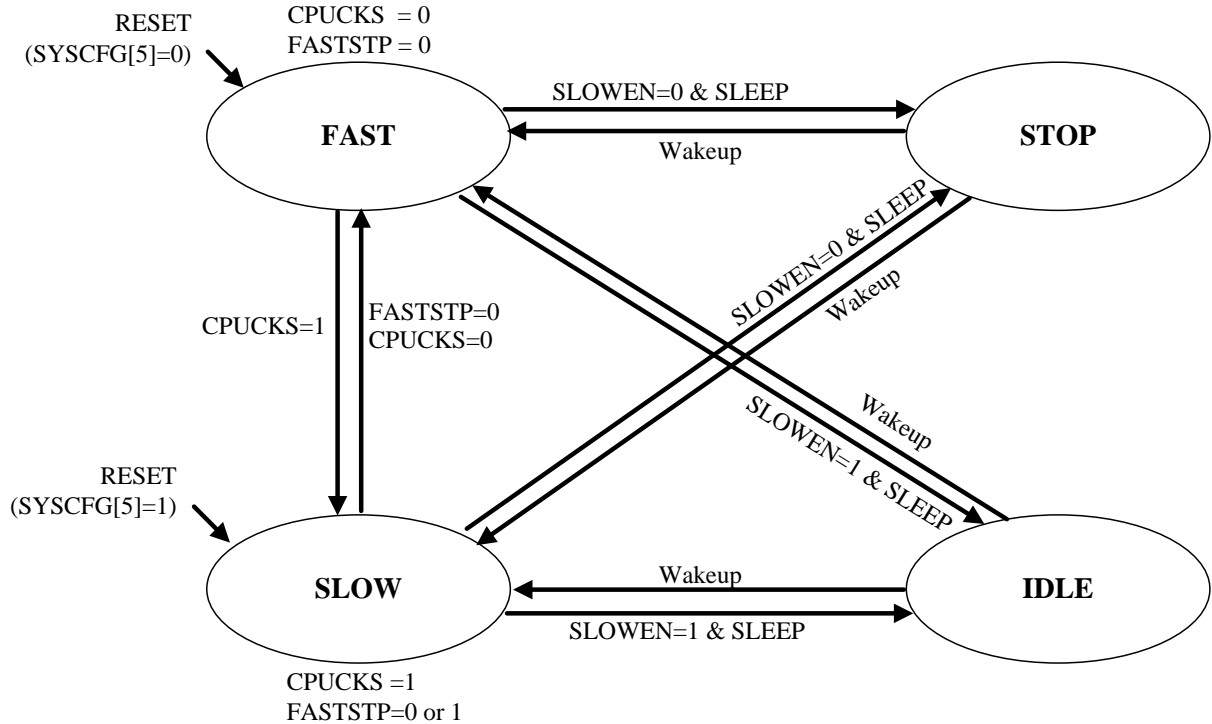 RESET
(SYSCFG[5]=0)
CPUCKS = 0
FASTSTP = 0
FAST
SLOWEN=0 & SLEEP
Wakeup
STOP
CPUCKS=1
FASTSTP=0
CPUCKS=0
SLOWEN=0 & SLEEP
Wakeup
Wakeup
SLOWEN=1 & SLEEP
RESET
(SYSCFG[5]=1)
SLOW
Wakeup
SLOWEN=1 & SLEEP
IDLE
CPUCKS =1
FASTSTP=0 or 1